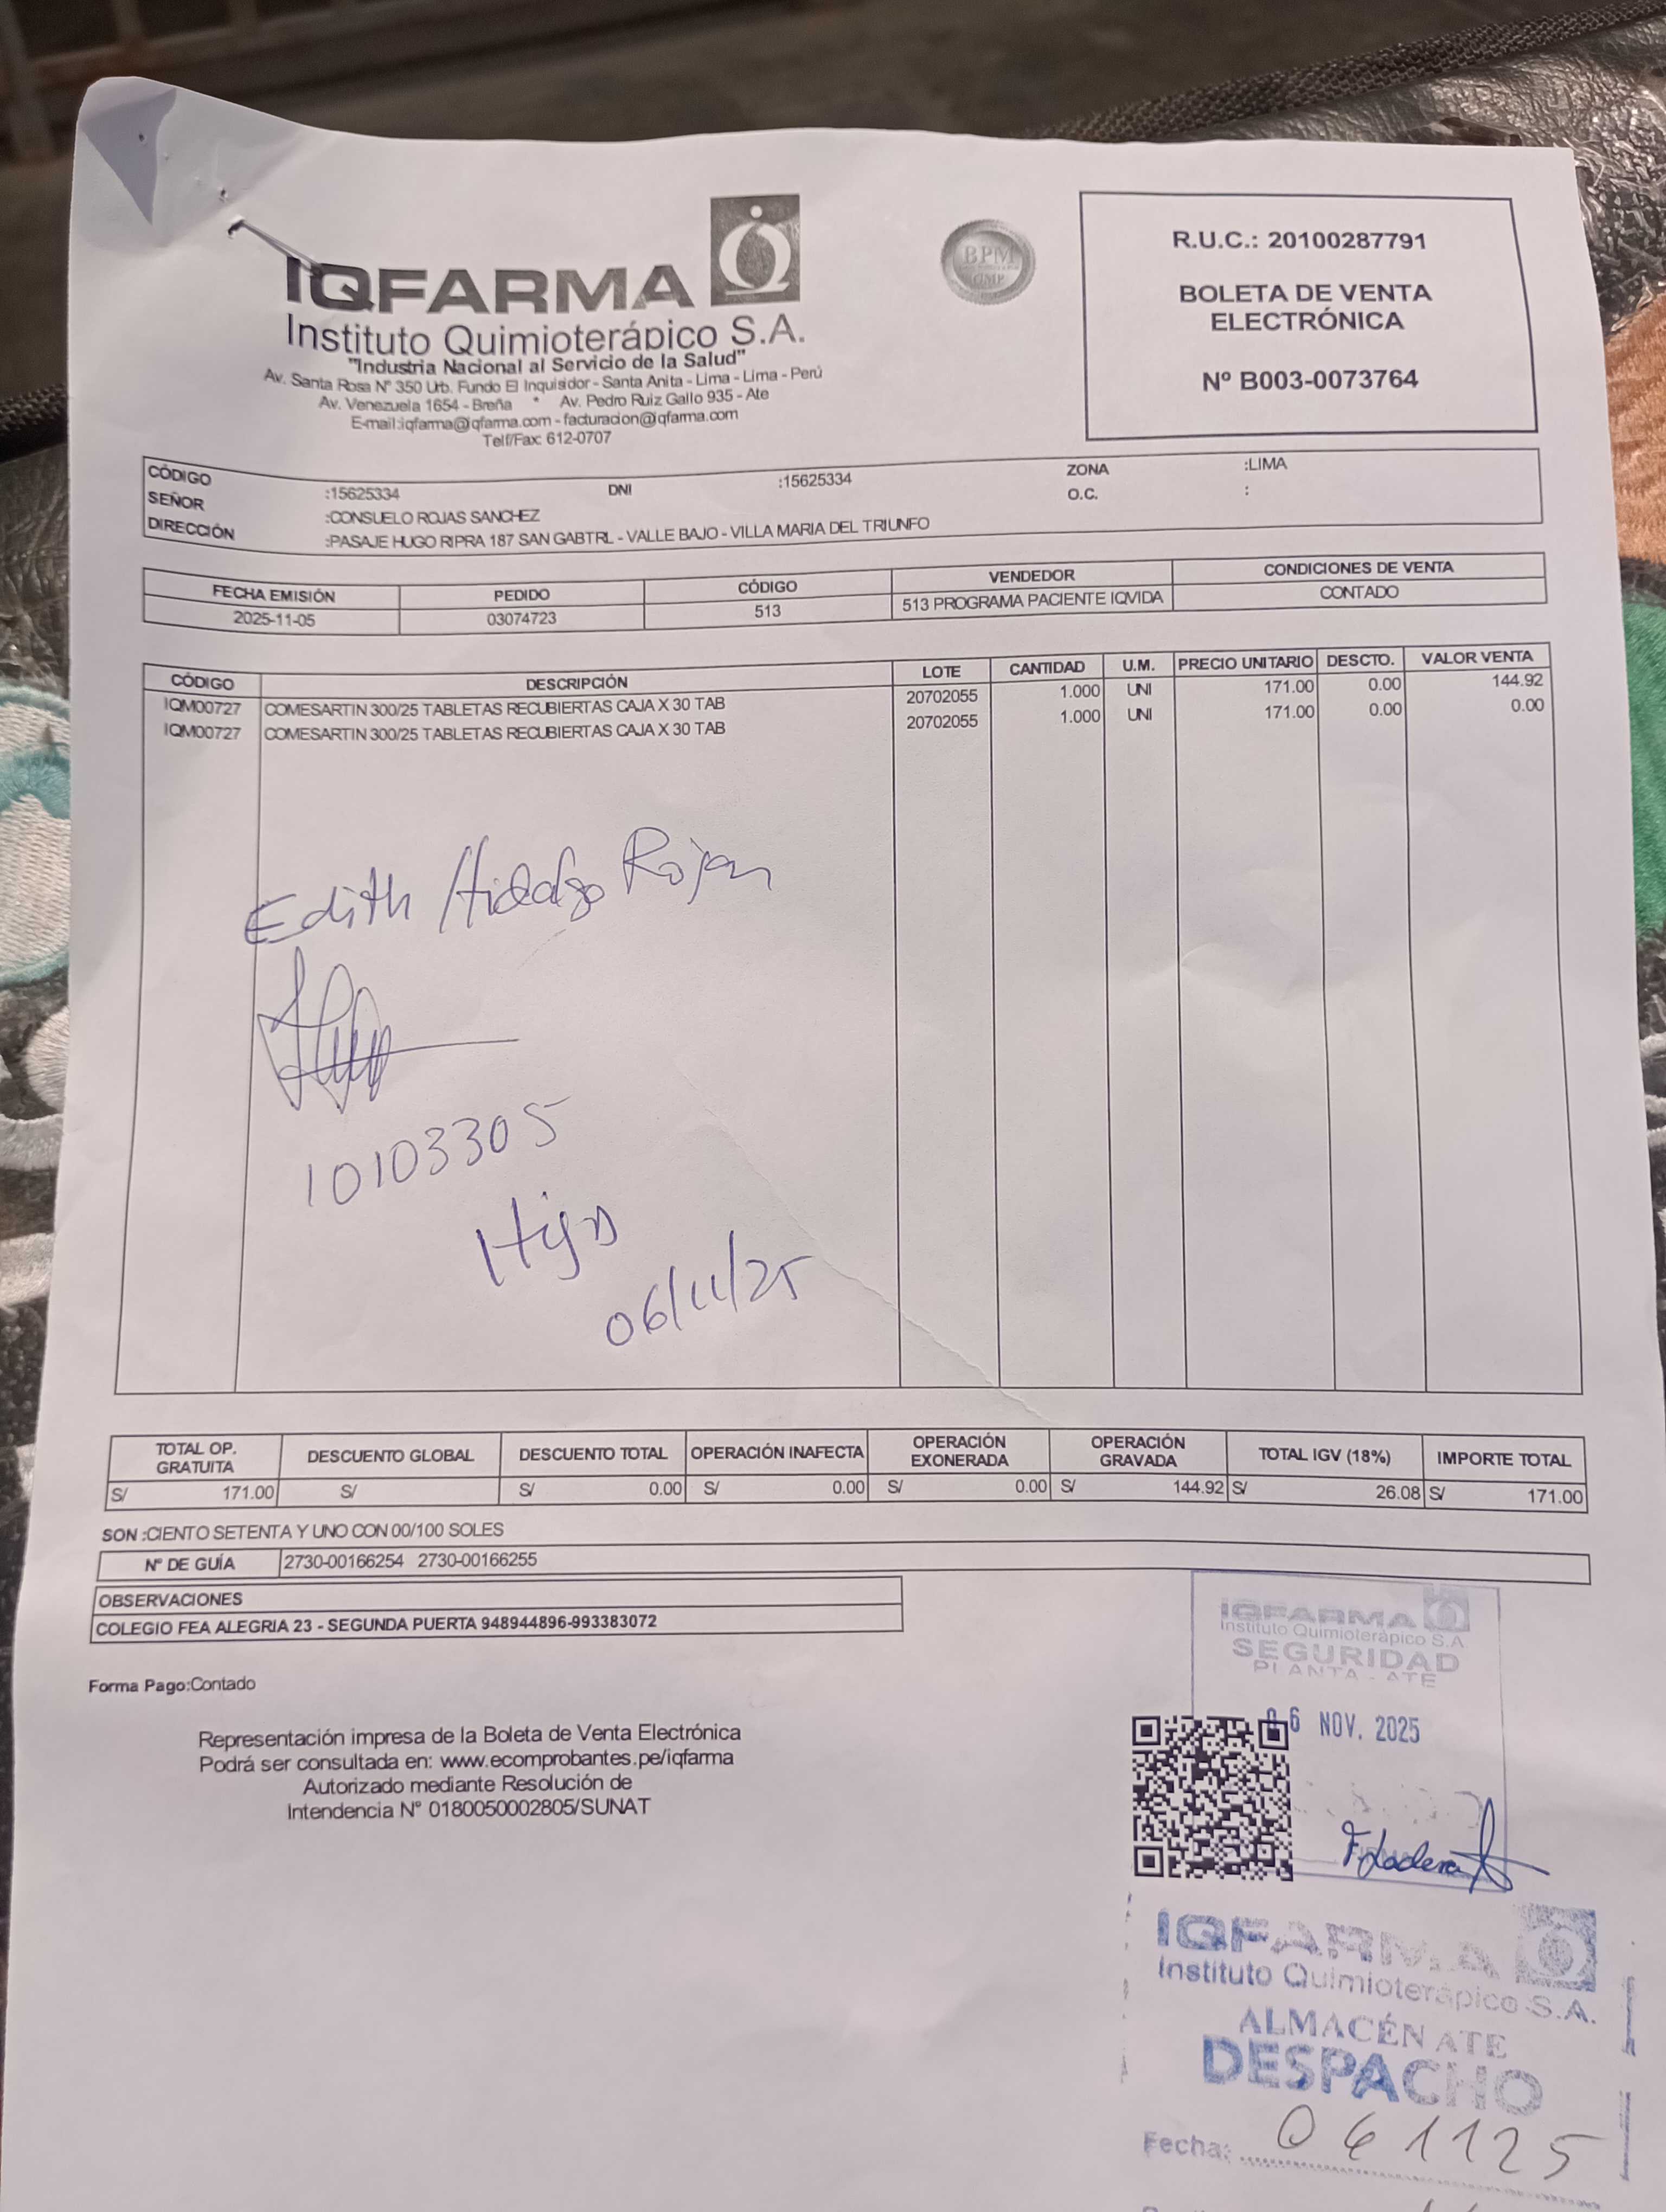 IQFARMA
Instituto Quimioterápico S.A.
"Industria Nacional al Servicio de la Salud"
Av. Santa Rosa Nº 350 Urb. Fundo El Inquisidor - Santa Anita - Lima - Lima - Perú
Av. Venezuela 1654 - Breña * Av. Pedro Ruiz Gallo 935 - Ate
E-mail:iqfarma@iqfarma.com - facturacion@iqfarma.com
Telf/Fax: 612-0707
BPM
GMP
R.U.C.: 20100287791
BOLETA DE VENTA
ELECTRÓNICA
Nº B003-0073764
CÓDIGO :15625334 DNI :15625334 ZONA :LIMA
SEÑOR :CONSUELO ROJAS SANCHEZ O.C. :
DIRECCIÓN :PASAJE HUGO RIPRA 187 SAN GABTRL - VALLE BAJO - VILLA MARIA DEL TRIUNFO
FECHA EMISIÓN PEDIDO CÓDIGO VENDEDOR CONDICIONES DE VENTA
2025-11-05 03074723 513 513 PROGRAMA PACIENTE IQVIDA CONTADO
CÓDIGO DESCRIPCIÓN LOTE CANTIDAD U.M. PRECIO UNITARIO DESCTO. VALOR VENTA
IQM00727 COMESARTIN 300/25 TABLETAS RECUBIERTAS CAJA X 30 TAB 20702055 1.000 UNI 171.00 0.00 144.92
IQM00727 COMESARTIN 300/25 TABLETAS RECUBIERTAS CAJA X 30 TAB 20702055 1.000 UNI 171.00 0.00 0.00
Edith Hidalgo Rojas
10103305
06/11/25
TOTAL OP. GRATUITA DESCUENTO GLOBAL DESCUENTO TOTAL OPERACIÓN INAFECTA OPERACIÓN EXONERADA OPERACIÓN GRAVADA TOTAL IGV (18%) IMPORTE TOTAL
S/ 171.00 S/ S/ 0.00 S/ 0.00 S/ 0.00 S/ 144.92 S/ 26.08 S/ 171.00
SON :CIENTO SETENTA Y UNO CON 00/100 SOLES
Nº DE GUÍA 2730-00166254 2730-00166255
OBSERVACIONES
COLEGIO FEA ALEGRIA 23 - SEGUNDA PUERTA 948944896-993383072
Forma Pago:Contado
Representación impresa de la Boleta de Venta Electrónica
Podrá ser consultada en: www.ecomprobantes.pe/iqfarma
Autorizado mediante Resolución de
Intendencia Nº 0180050002805/SUNAT
IQFARMA
Instituto Quimioterápico S.A.
SEGURIDAD
PLANTA - ATE
06 NOV. 2025
IQFARMA
Instituto Quimioterápico S.A.
ALMACÉN ATE
DESPACHO
Fecha: 061125